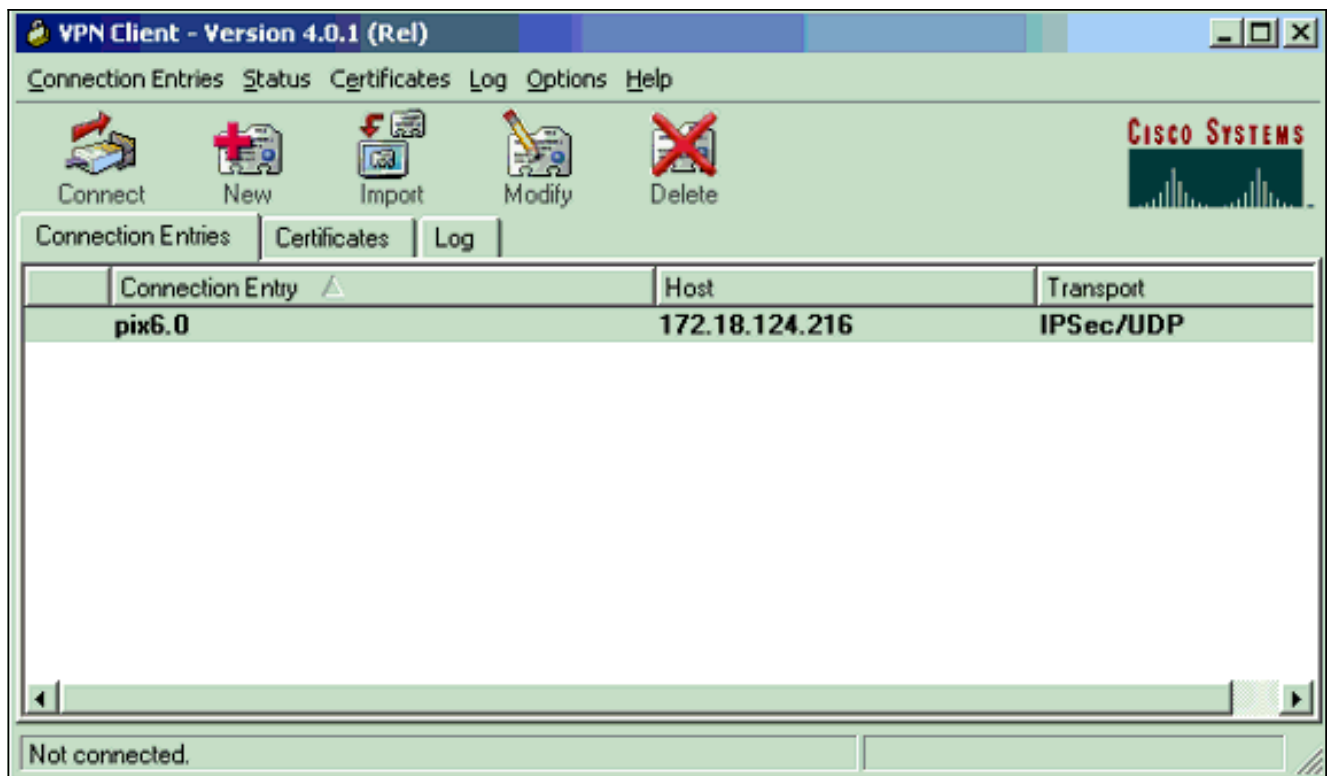 VPN Client - Version 4.0.1 (Rel)
Connection Entries Status Certificates Log Options Help
Connect New Import Modify Delete
CISCO SYSTEMS
Connection Entries Certificates Log
Connection Entry Host Transport
pix6.0 172.18.124.216 IPSec/UDP
Not connected.